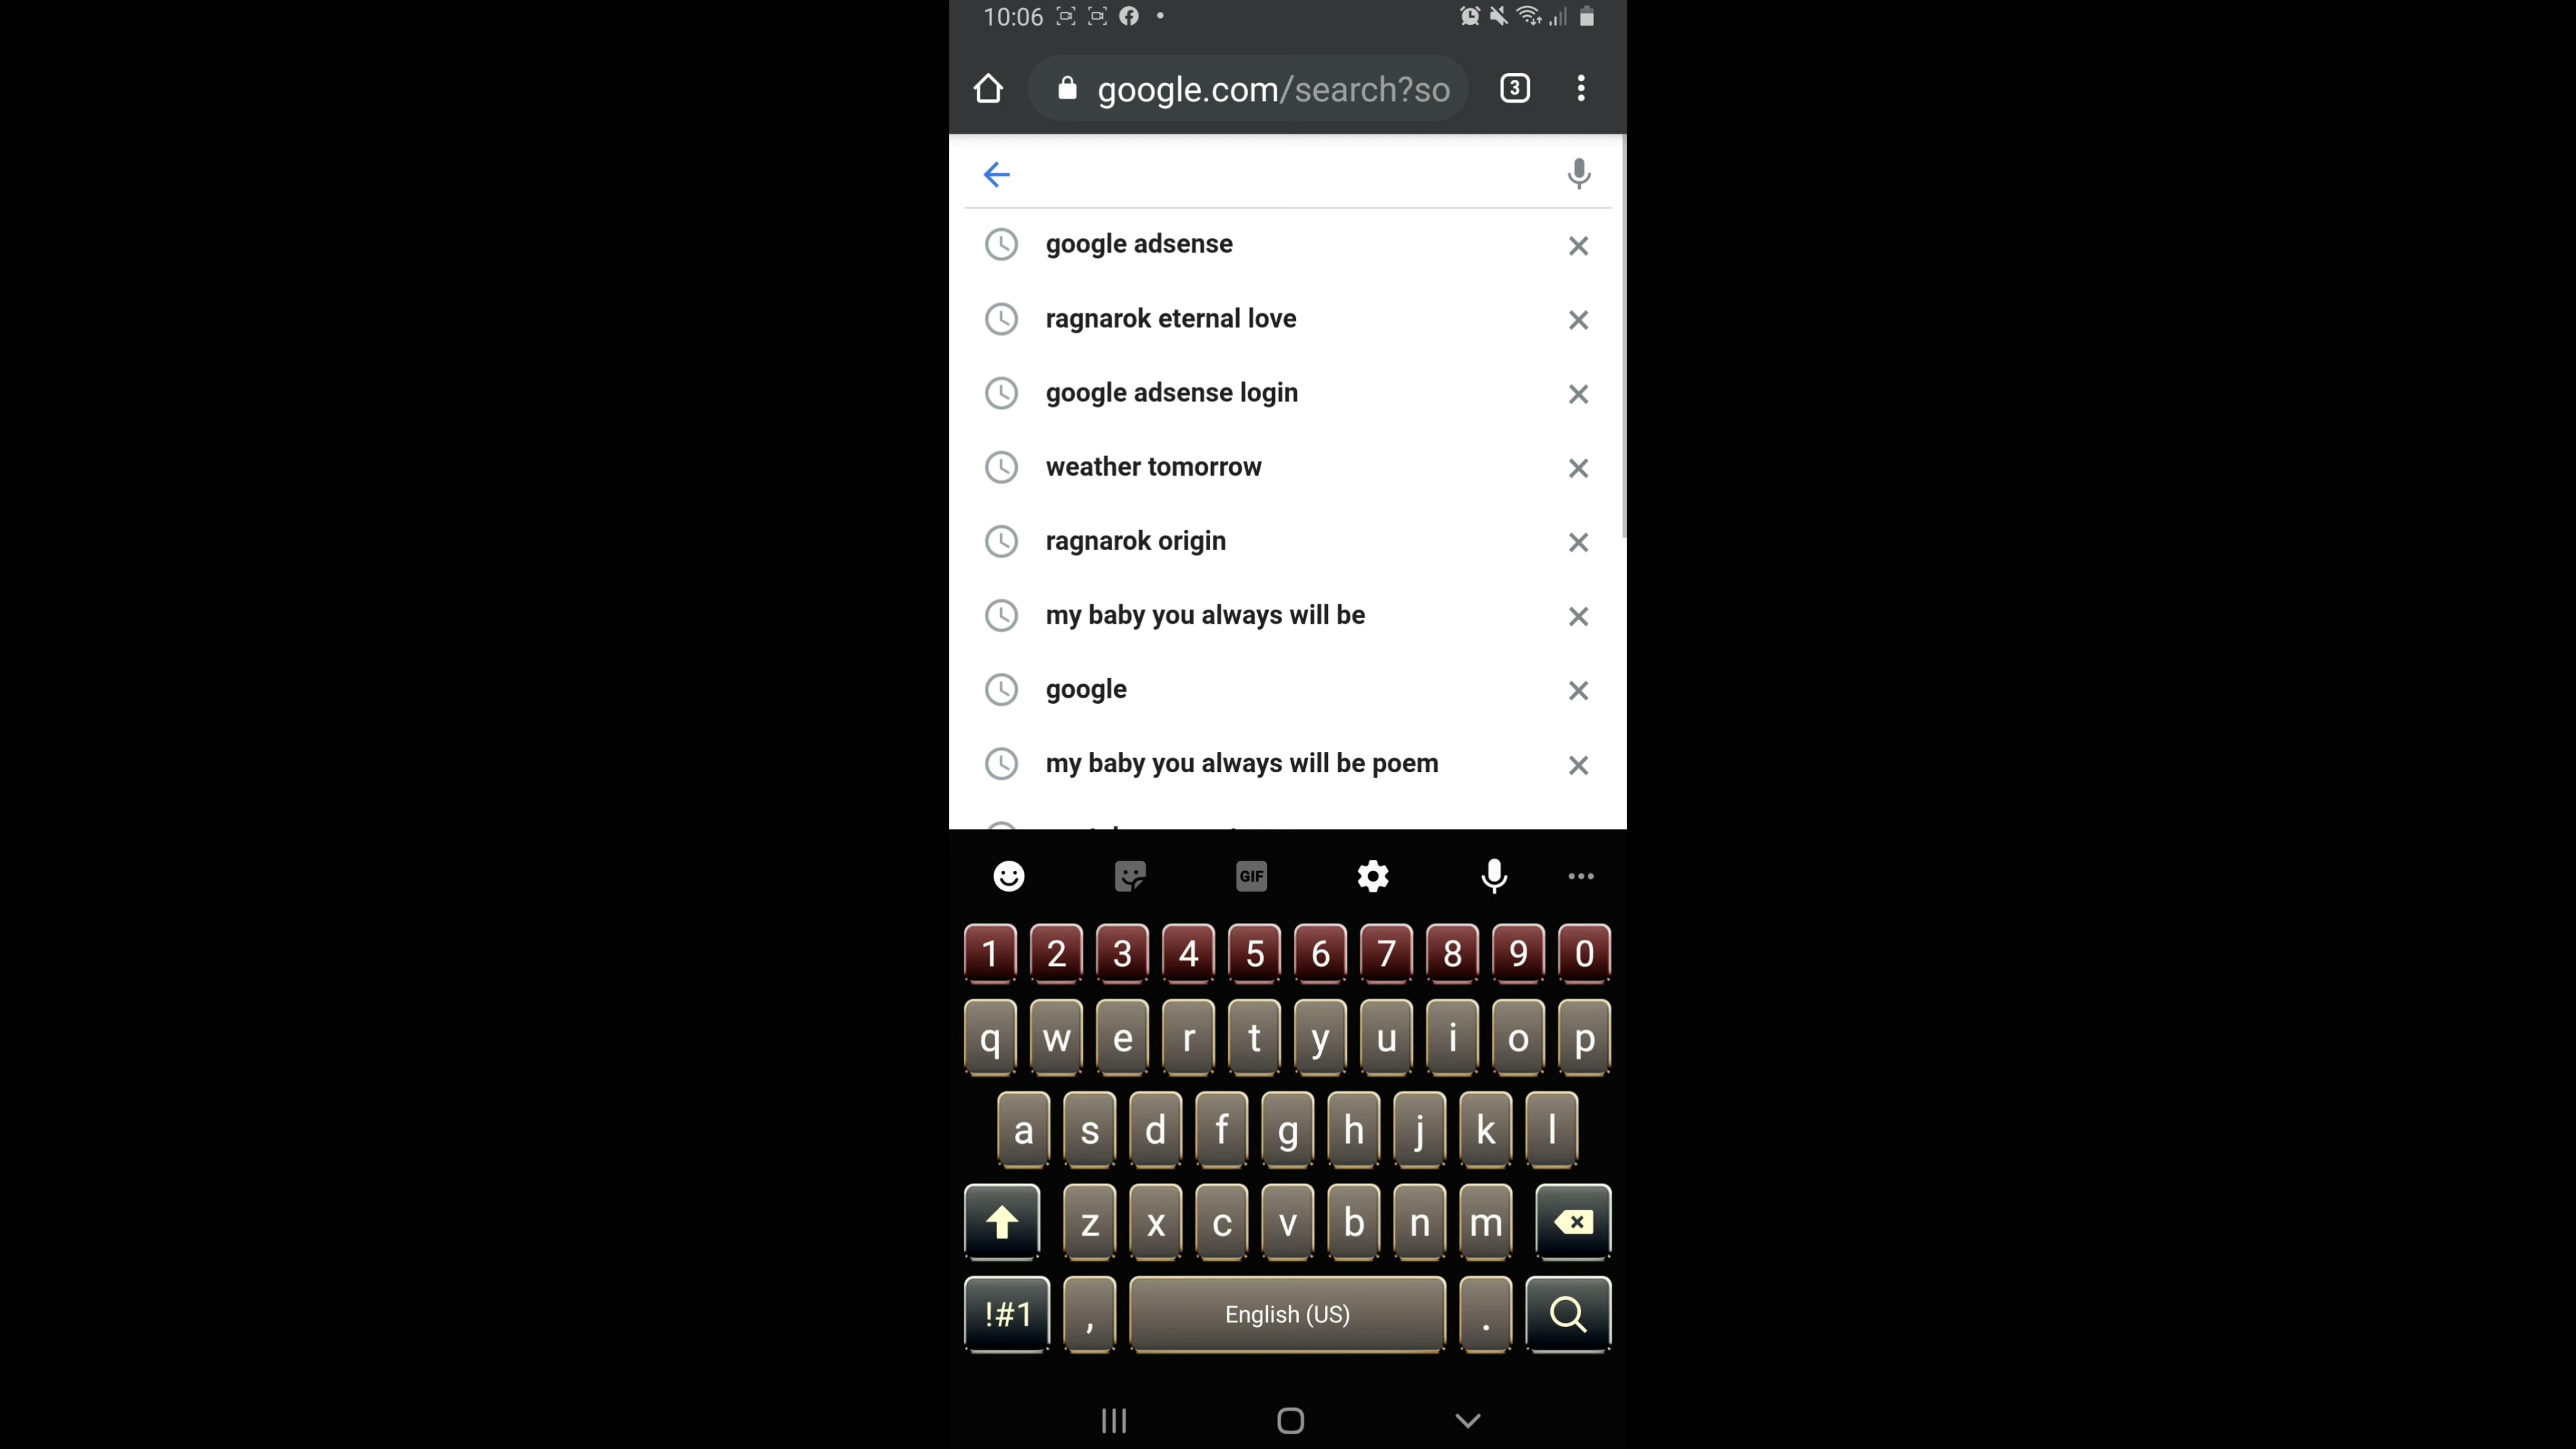 10:06
google.com/search?so
3
google adsense
ragnarok eternal love
google adsense login
weather tomorrow
ragnarok origin
my baby you always will be
google
my baby you always will be poem
GIF
1 2 3 4 5 6 7 8 9 0
q w e r t y u i o p
a s d f g h j k l
z x c v b n m
!#1 , English (US) .